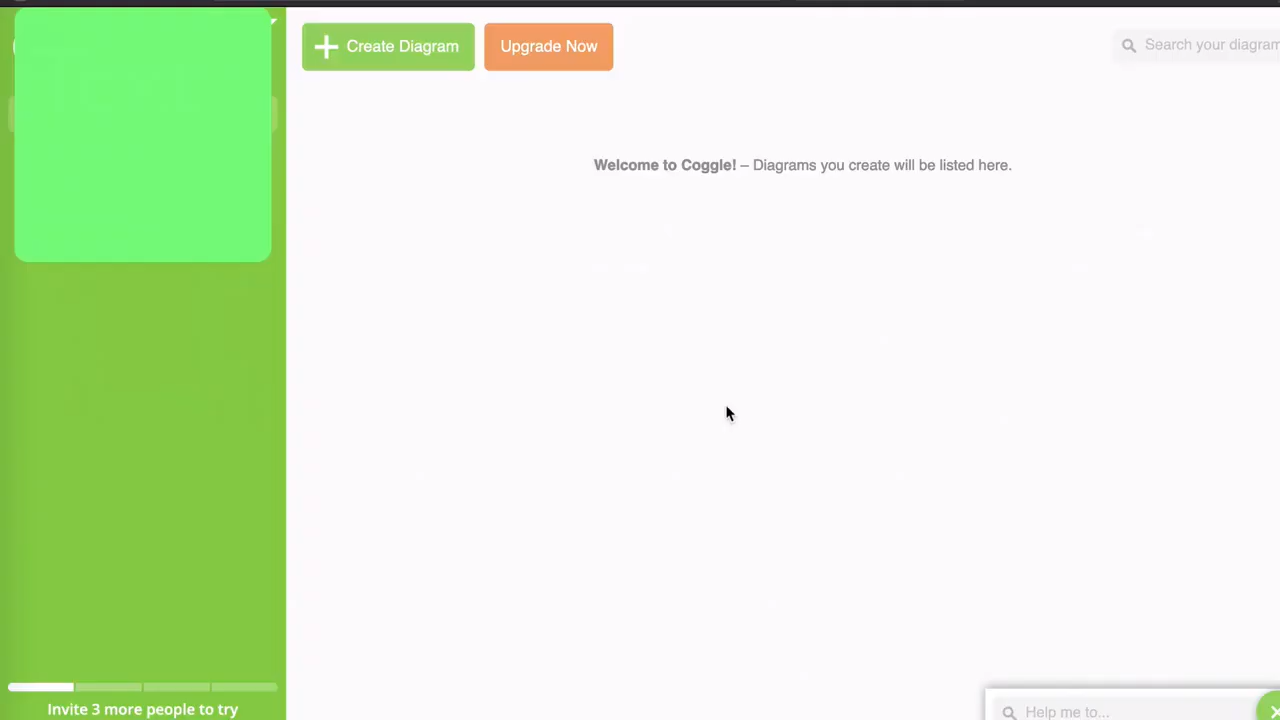 Create Diagram
Upgrade Now
Search your diagram
Welcome to Coggle! – Diagrams you create will be listed here.
Invite 3 more people to try
Help me to...